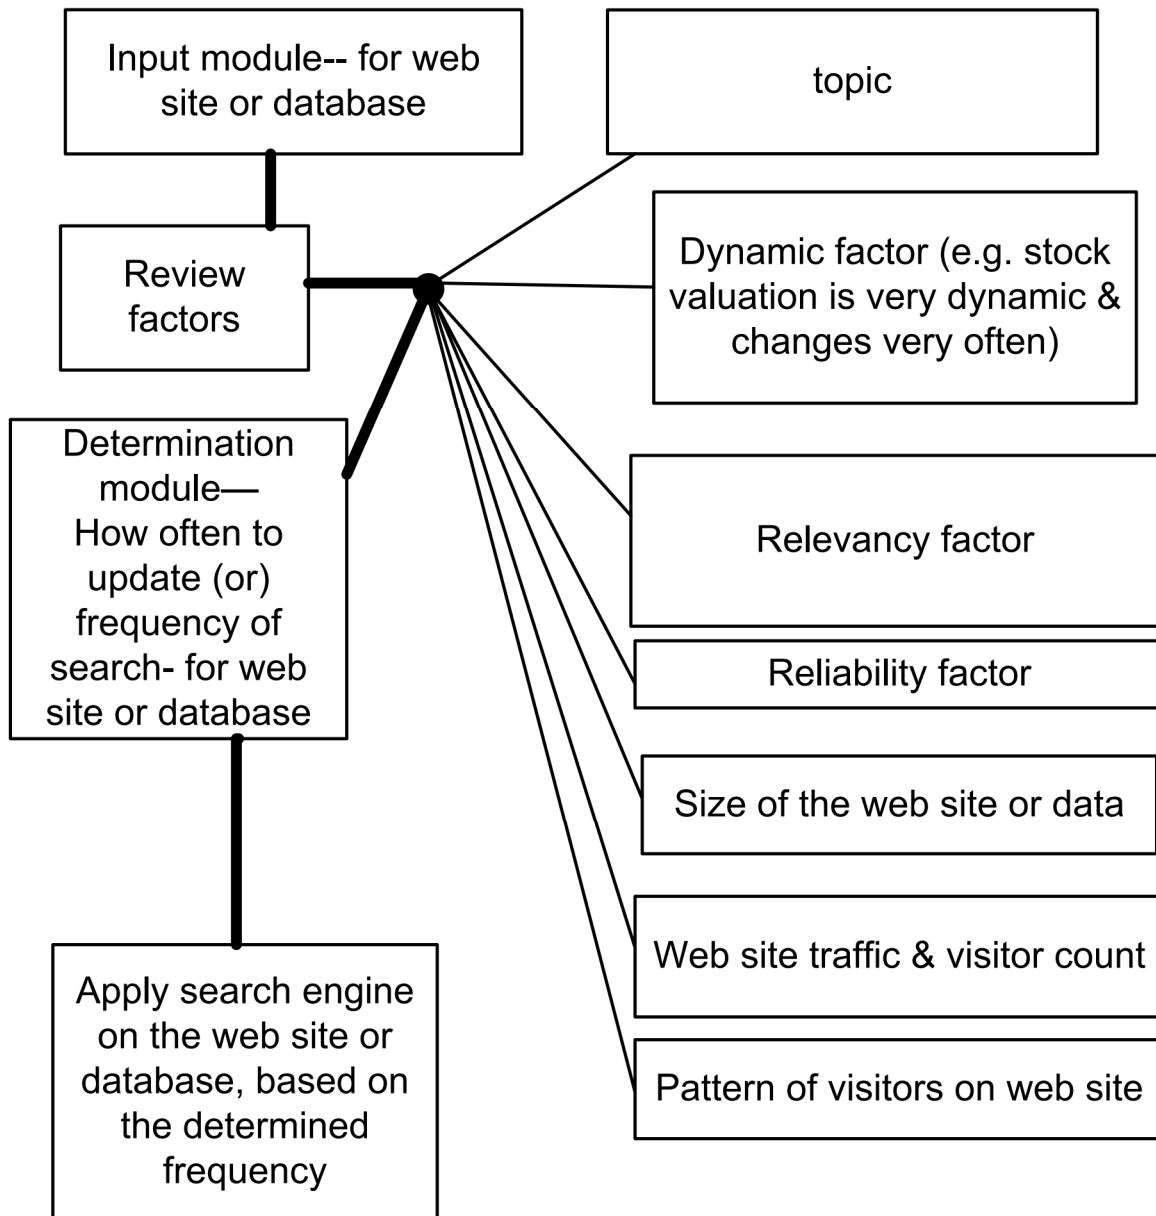 Input module-- for web
site or database
topic
Review
factors
Dynamic factor (e.g. stock
valuation is very dynamic &
changes very often)
Determination
module—
How often to
update (or)
frequency of
search- for web
site or database
Relevancy factor
Reliability factor
Size of the web site or data
Web site traffic & visitor count
Pattern of visitors on web site
Apply search engine
on the web site or
database, based on
the determined
frequency